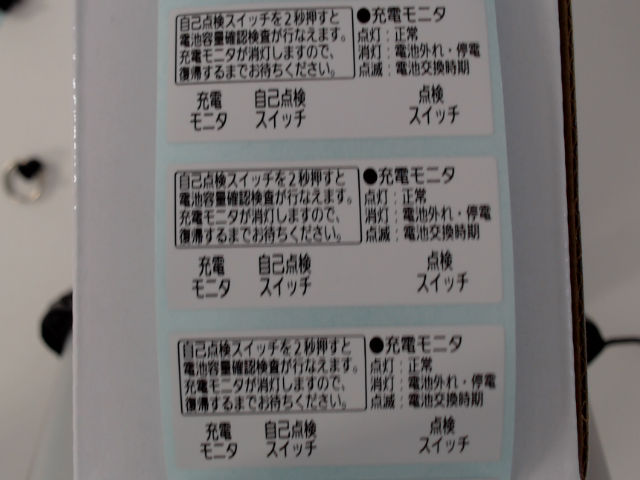 自己点検スイッチを2秒押すと
電池容量確認検査が行なえます。
充電モニタが消灯しますので、
復帰するまでお待ちください。
●充電モニタ
点灯：正常
消灯：電池外れ・停電
点滅：電池交換時期
充電
モニタ
自己点検
スイッチ
点検
スイッチ
自己点検スイッチを2秒押すと
電池容量確認検査が行なえます。
充電モニタが消灯しますので、
復帰するまでお待ちください。
●充電モニタ
点灯：正常
消灯：電池外れ・停電
点滅：電池交換時期
充電
モニタ
自己点検
スイッチ
点検
スイッチ
自己点検スイッチを2秒押すと
電池容量確認検査が行なえます。
充電モニタが消灯しますので、
復帰するまでお待ちください。
●充電モニタ
点灯：正常
消灯：電池外れ・停電
点滅：電池交換時期
充電
モニタ
自己点検
スイッチ
点検
スイッチ